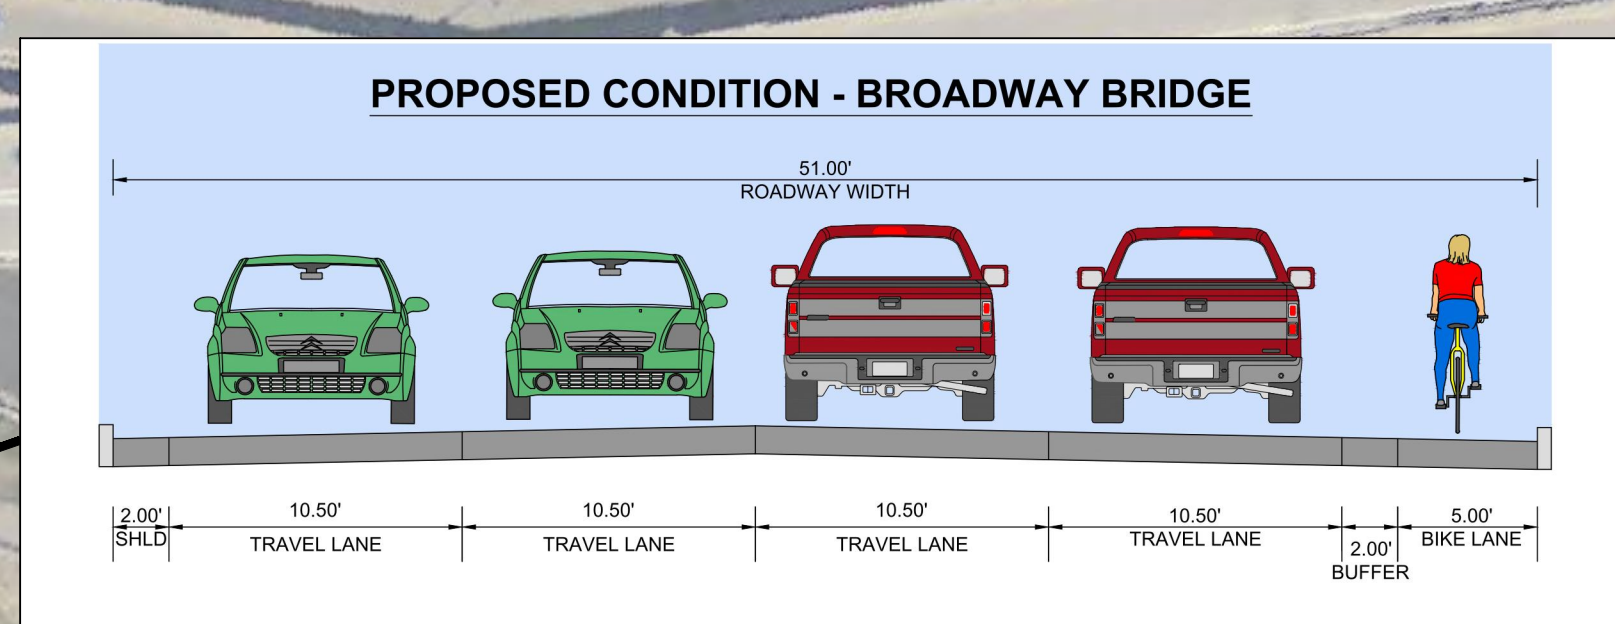 PROPOSED CONDITION - BROADWAY BRIDGE
51.00'
ROADWAY WIDTH
2.00'
SHLD
10.50'
TRAVEL LANE
10.50'
TRAVEL LANE
10.50'
TRAVEL LANE
10.50'
TRAVEL LANE
2.00'
BUFFER
5.00'
BIKE LANE